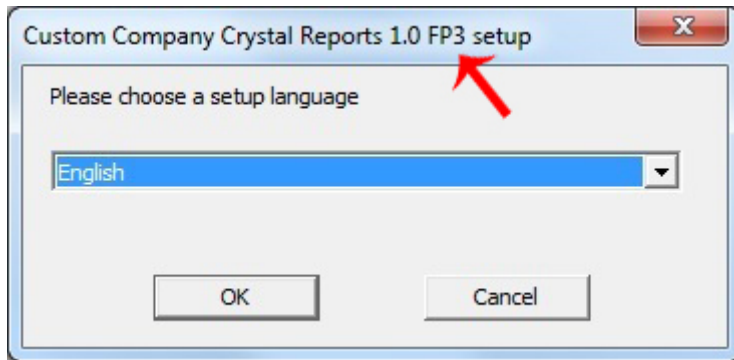 Custom Company Crystal Reports 1.0 FP3 setup
Please choose a setup language
English
OK Cancel